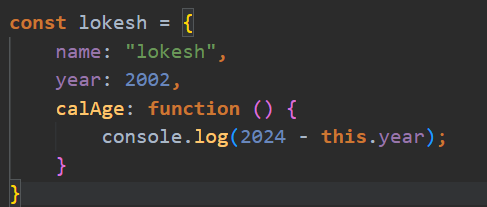 const lokesh = {
    name: "lokesh",
    year: 2002,
    calAge: function () {
        console.log(2024 - this.year);
    }
}